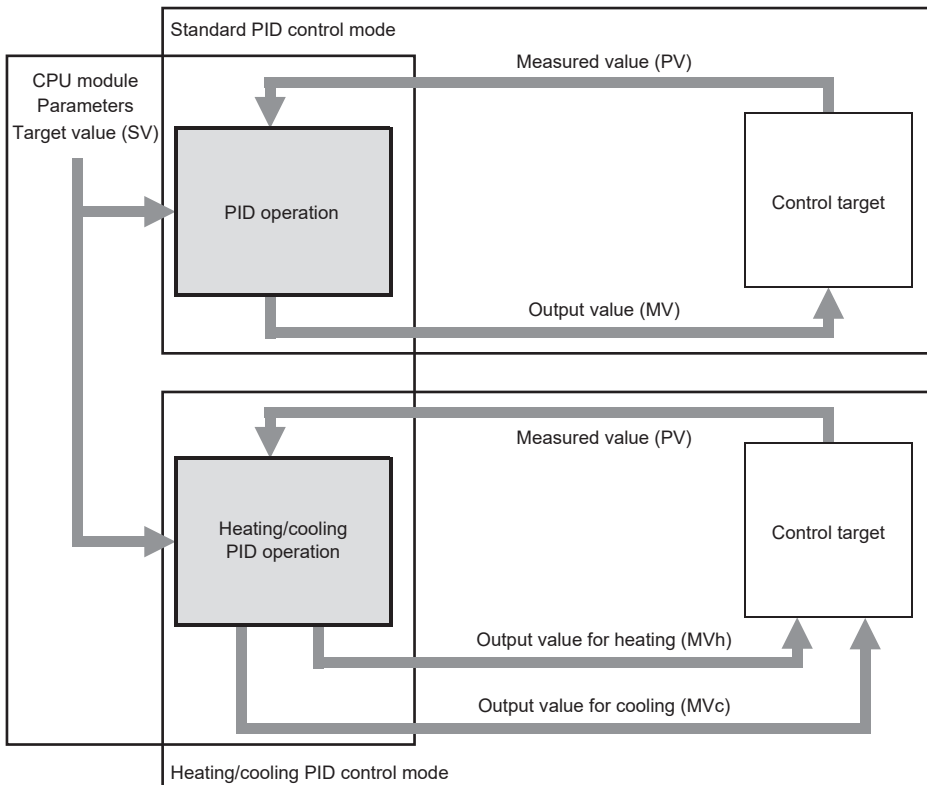 Standard PID control mode
CPU module
Parameters
Target value (SV)
Measured value (PV)
PID operation
Control target
Output value (MV)
Measured value (PV)
Heating/cooling
PID operation
Control target
Output value for heating (MVh)
Output value for cooling (MVc)
Heating/cooling PID control mode